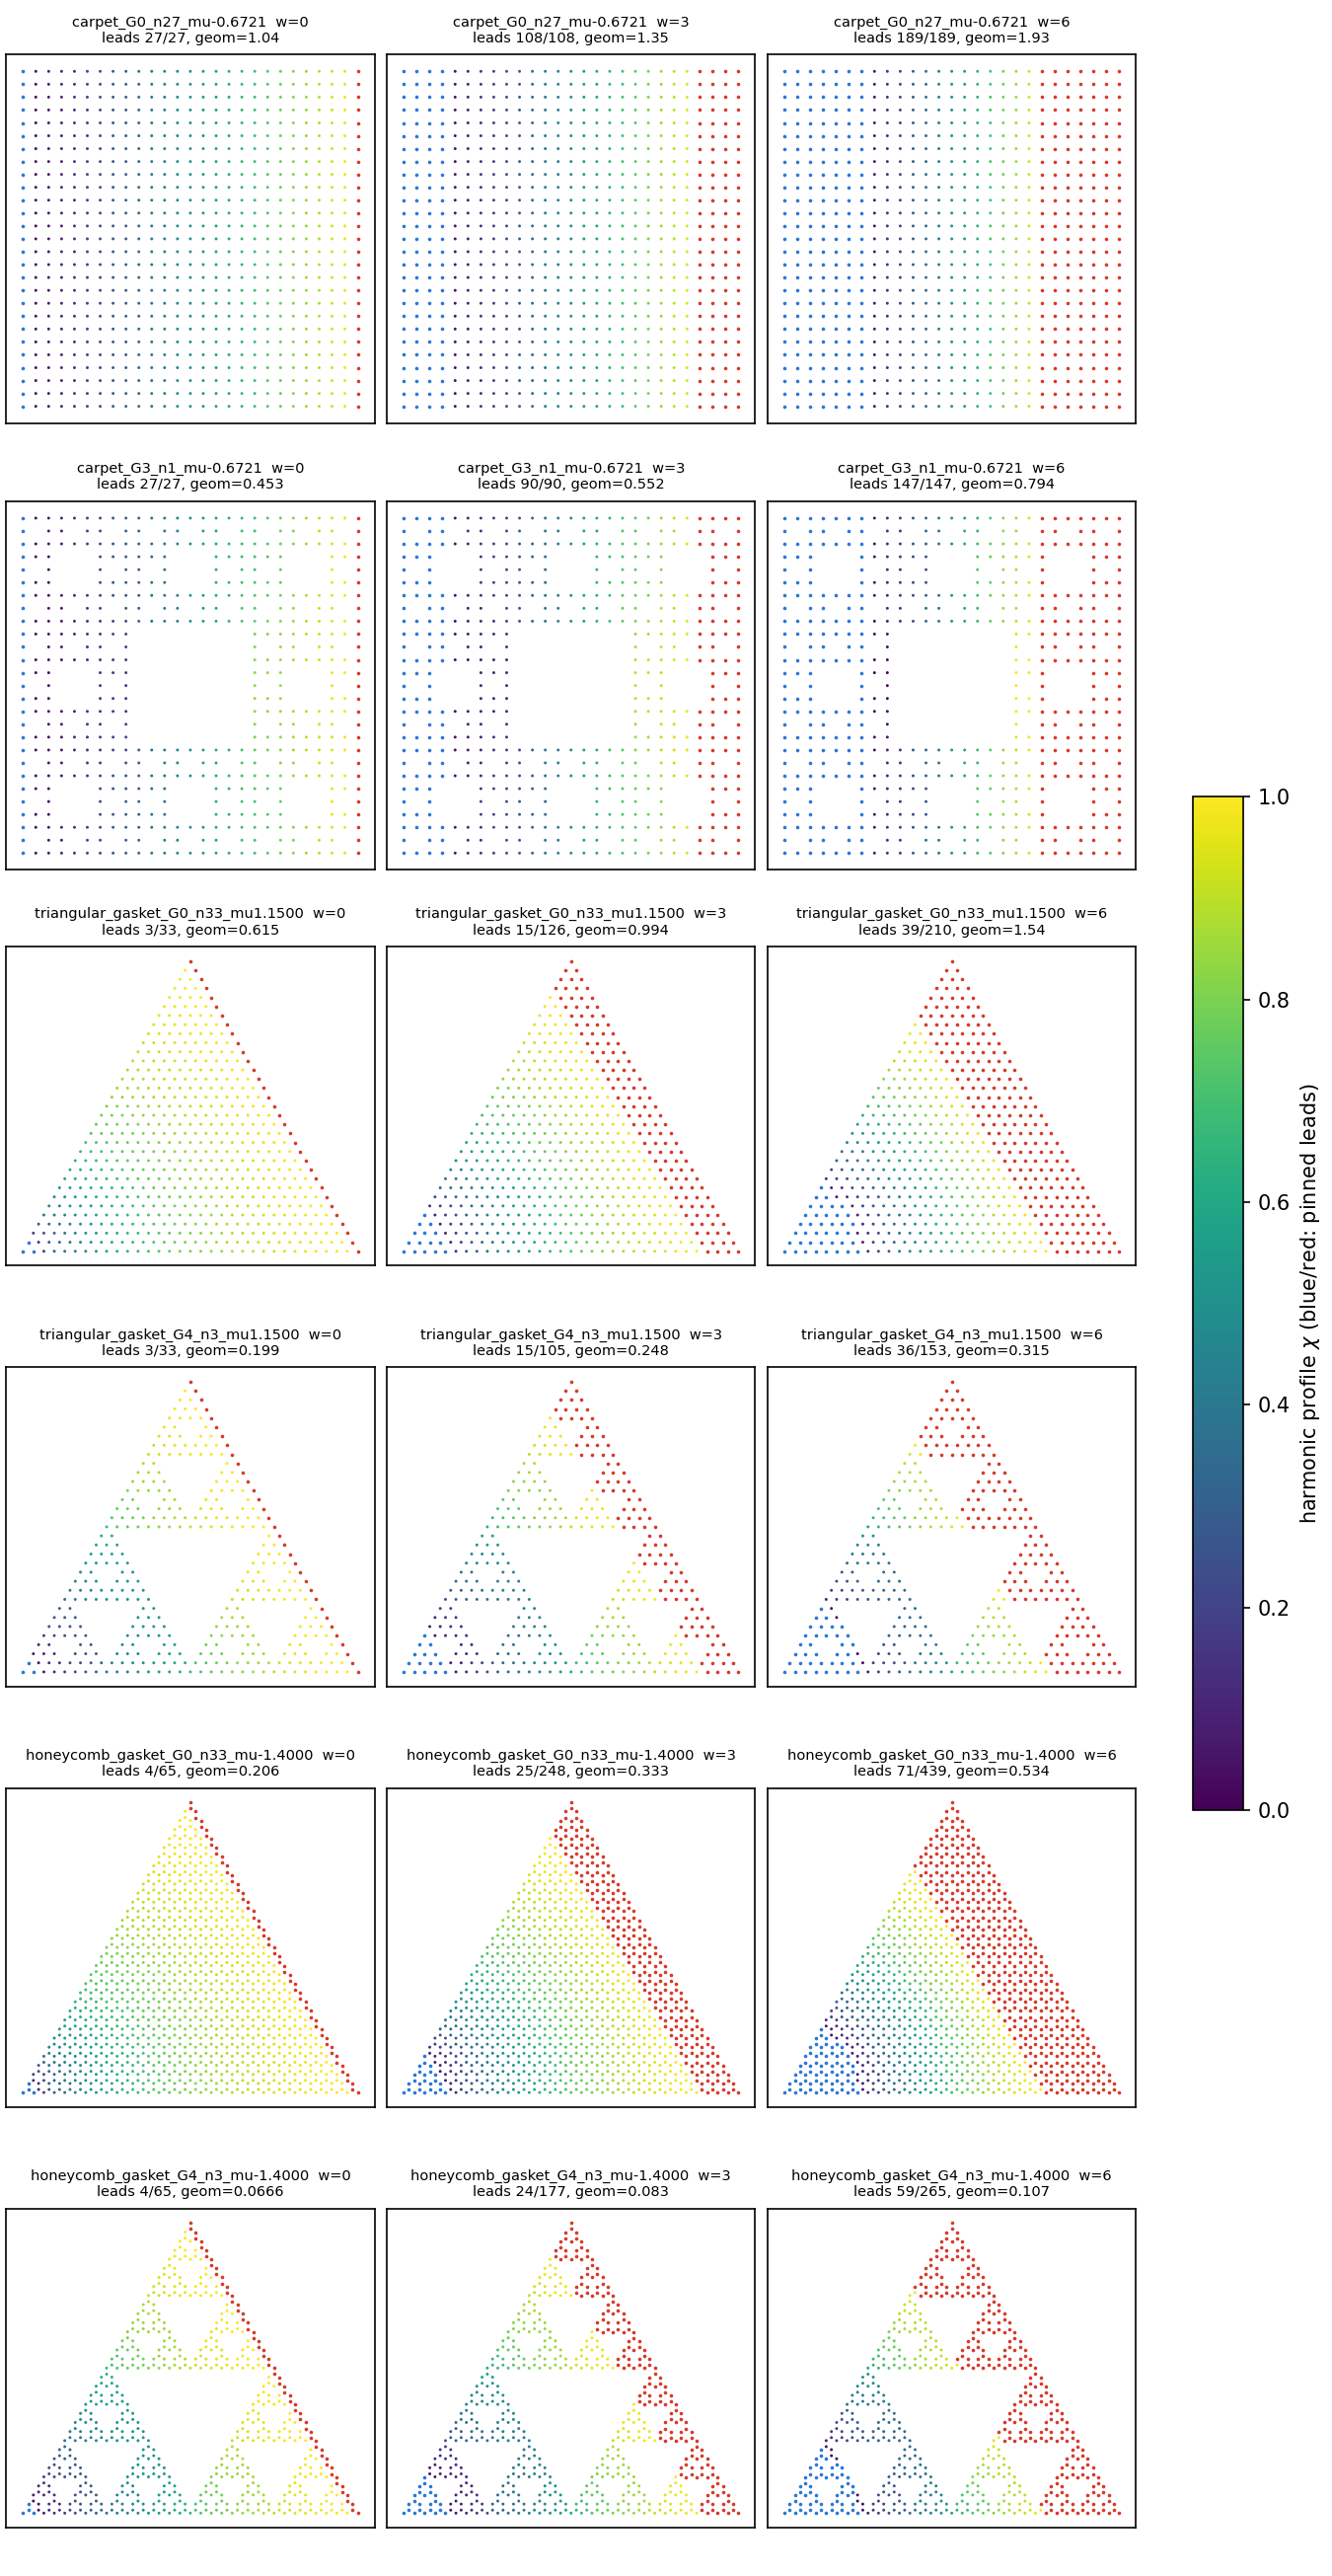 carpet_G0_n27_mu-0.6721  w=0
leads 27/27, geom=1.04
carpet_G0_n27_mu-0.6721  w=3
leads 108/108, geom=1.35
carpet_G0_n27_mu-0.6721  w=6
leads 189/189, geom=1.93
carpet_G3_n1_mu-0.6721  w=0
leads 27/27, geom=0.453
carpet_G3_n1_mu-0.6721  w=3
leads 90/90, geom=0.552
carpet_G3_n1_mu-0.6721  w=6
leads 147/147, geom=0.794
triangular_gasket_G0_n33_mu1.1500  w=0
leads 3/33, geom=0.615
triangular_gasket_G0_n33_mu1.1500  w=3
leads 15/126, geom=0.994
triangular_gasket_G0_n33_mu1.1500  w=6
leads 39/210, geom=1.54
triangular_gasket_G4_n3_mu1.1500  w=0
leads 3/33, geom=0.199
triangular_gasket_G4_n3_mu1.1500  w=3
leads 15/105, geom=0.248
triangular_gasket_G4_n3_mu1.1500  w=6
leads 36/153, geom=0.315
honeycomb_gasket_G0_n33_mu-1.4000  w=0
leads 4/65, geom=0.206
honeycomb_gasket_G0_n33_mu-1.4000  w=3
leads 25/248, geom=0.333
honeycomb_gasket_G0_n33_mu-1.4000  w=6
leads 71/439, geom=0.534
honeycomb_gasket_G4_n3_mu-1.4000  w=0
leads 4/65, geom=0.0666
honeycomb_gasket_G4_n3_mu-1.4000  w=3
leads 24/177, geom=0.083
honeycomb_gasket_G4_n3_mu-1.4000  w=6
leads 59/265, geom=0.107
1.0
0.8
0.6
0.4
0.2
0.0
harmonic profile χ (blue/red: pinned leads)